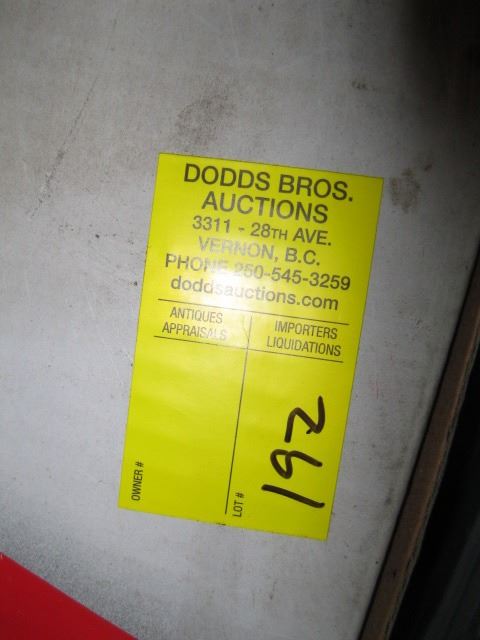 DODDS BROS.
AUCTIONS
3311 - 28TH AVE.
VERNON, B.C.
PHONE 250-545-3259
doddsauctions.com
ANTIQUES
APPRAISALS
IMPORTERS
LIQUIDATIONS
OWNER #
LOT # 192